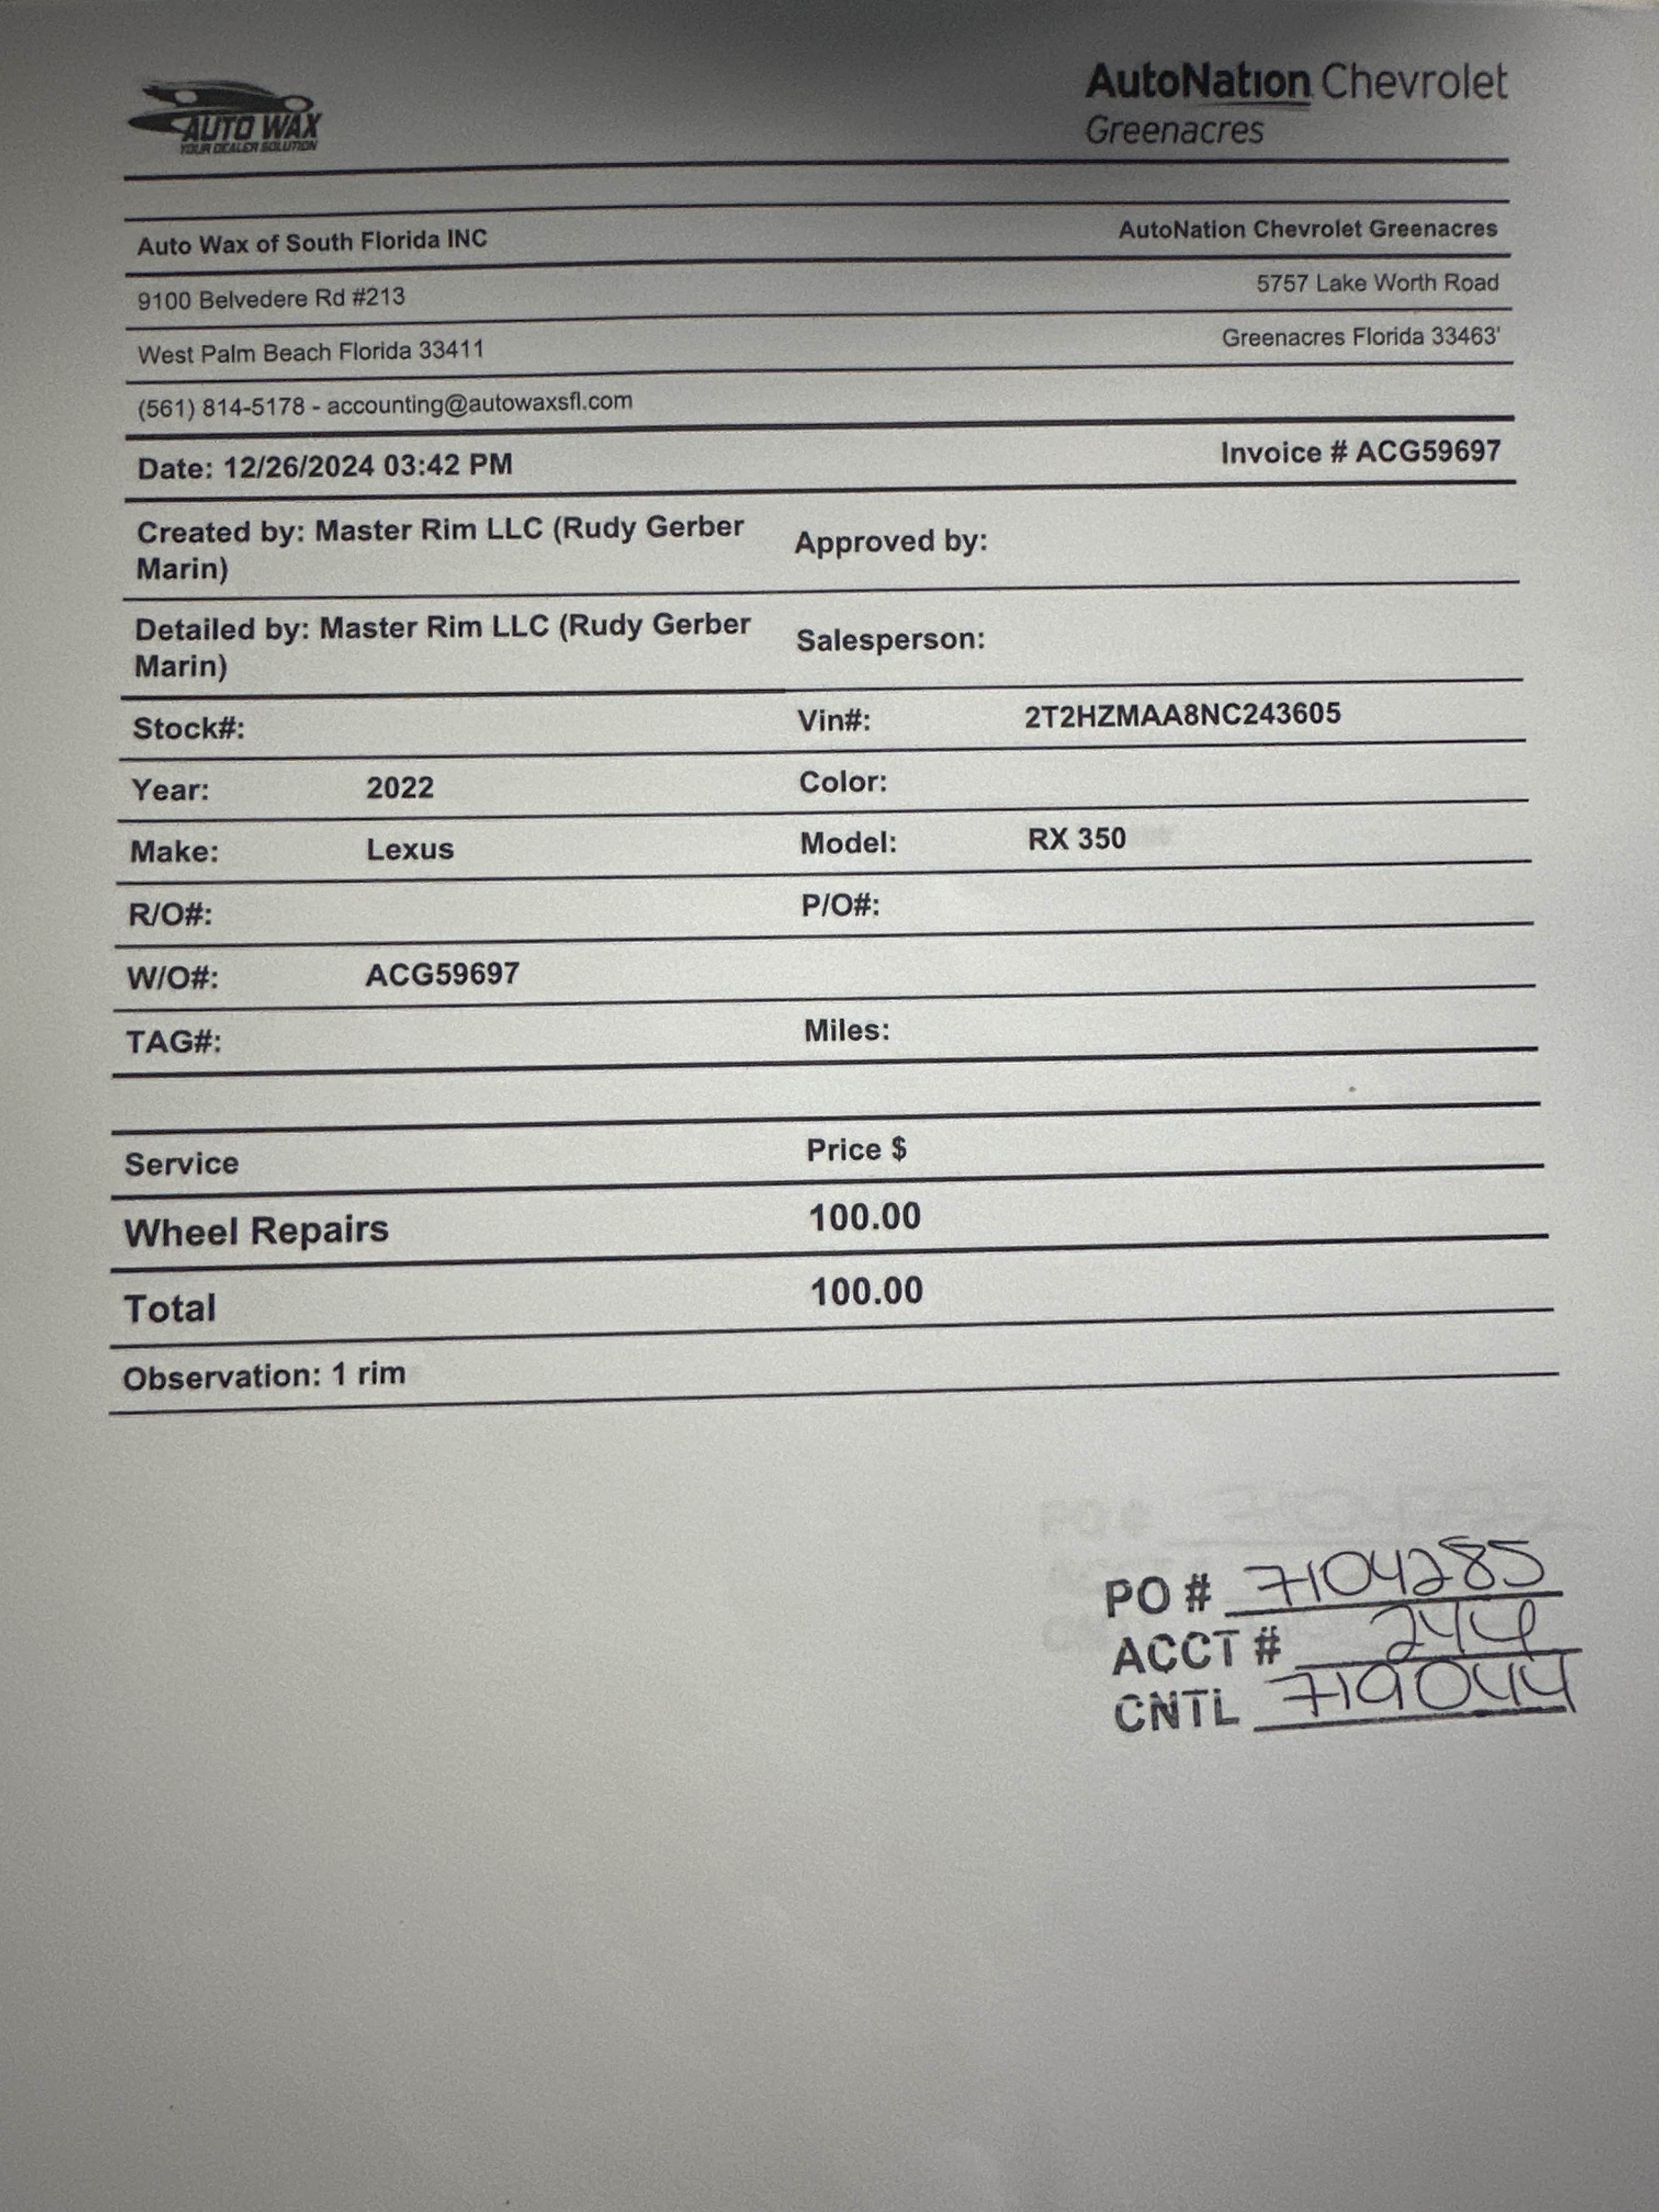 AUTO WAX
YOUR DEALER SOLUTION
AutoNation Chevrolet
Greenacres
Auto Wax of South Florida INC
AutoNation Chevrolet Greenacres
9100 Belvedere Rd #213
5757 Lake Worth Road
West Palm Beach Florida 33411
Greenacres Florida 33463'
(561) 814-5178 - accounting@autowaxsfl.com
Date: 12/26/2024 03:42 PM
Invoice # ACG59697
Created by: Master Rim LLC (Rudy Gerber
Marin)
Approved by:
Detailed by: Master Rim LLC (Rudy Gerber
Marin)
Salesperson:
Stock#:
Vin#: 2T2HZMAA8NC243605
Year: 2022
Color:
Make: Lexus
Model: RX 350
R/O#:
P/O#:
W/O#: ACG59697
TAG#:
Miles:
Service Price $
Wheel Repairs 100.00
Total 100.00
Observation: 1 rim
PO # 7104285
ACCT # 244
CNTL 719044